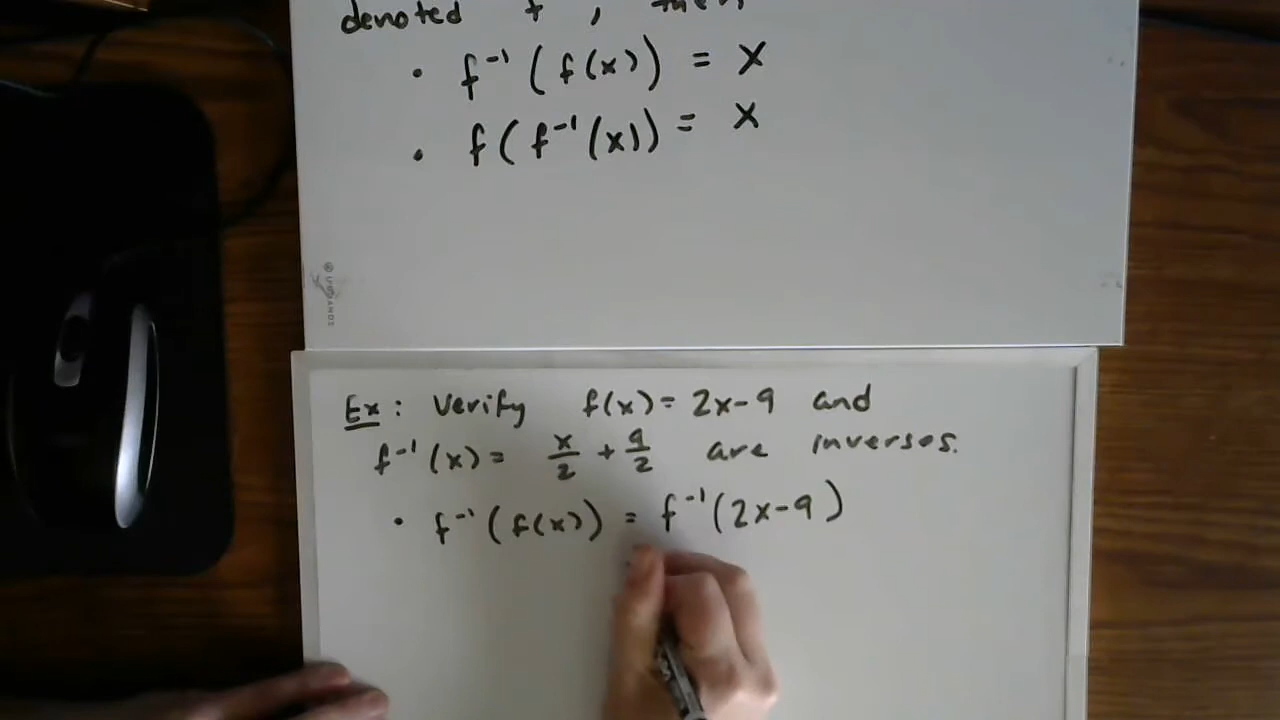 denoted f
• f⁻¹(f(x)) = x
• f(f⁻¹(x)) = x
Ex: Verify f(x) = 2x-9 and
f⁻¹(x) = x/2 + 9/2 are inverses.
• f⁻¹(f(x)) = f⁻¹(2x-9)